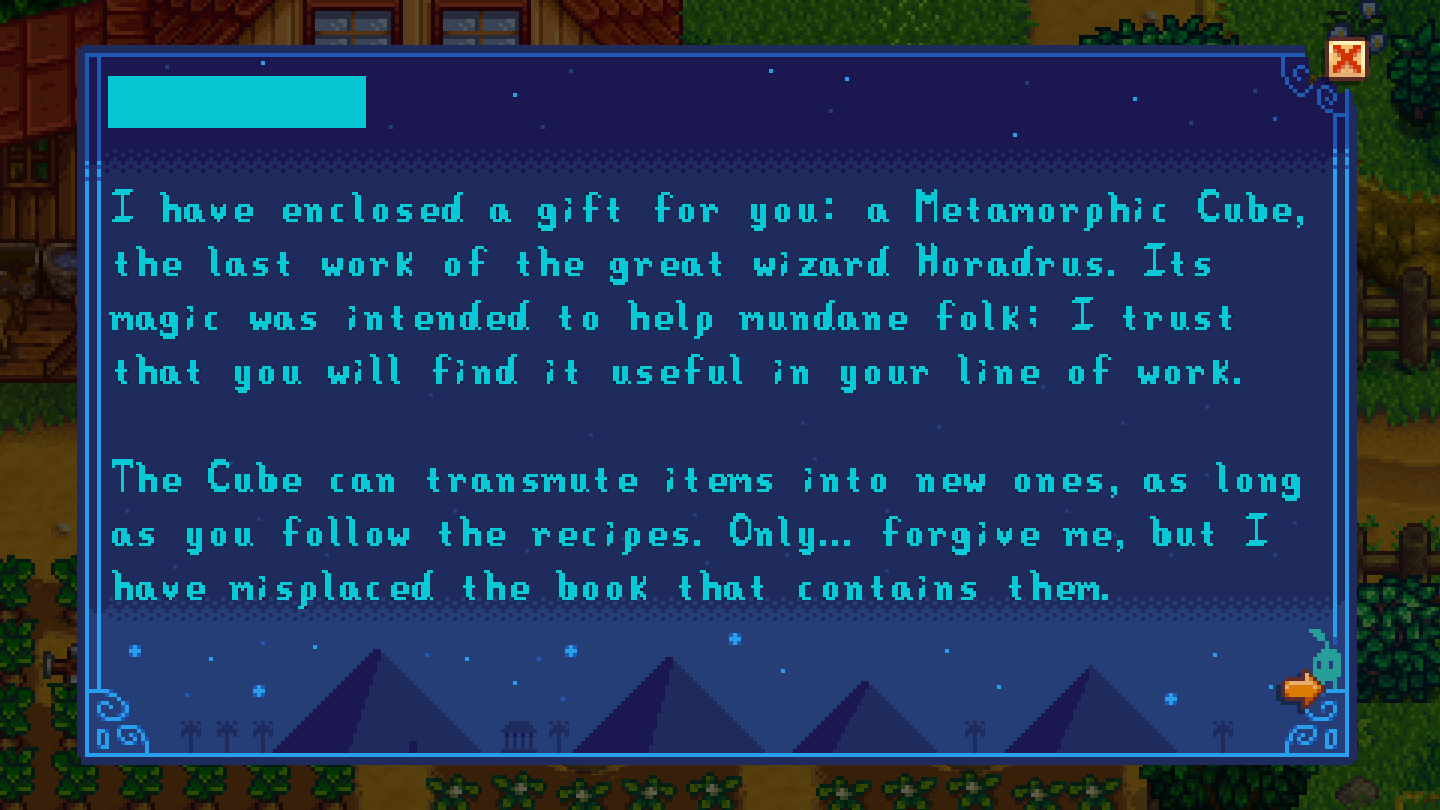 I have enclosed a gift for you: a Metamorphic Cube,
the last work of the great wizard Horadrus. Its
magic was intended to help mundane folk; I trust
that you will find it useful in your line of work.
The Cube can transmute items into new ones, as long
as you follow the recipes. Only... forgive me, but I
have misplaced the book that contains them.